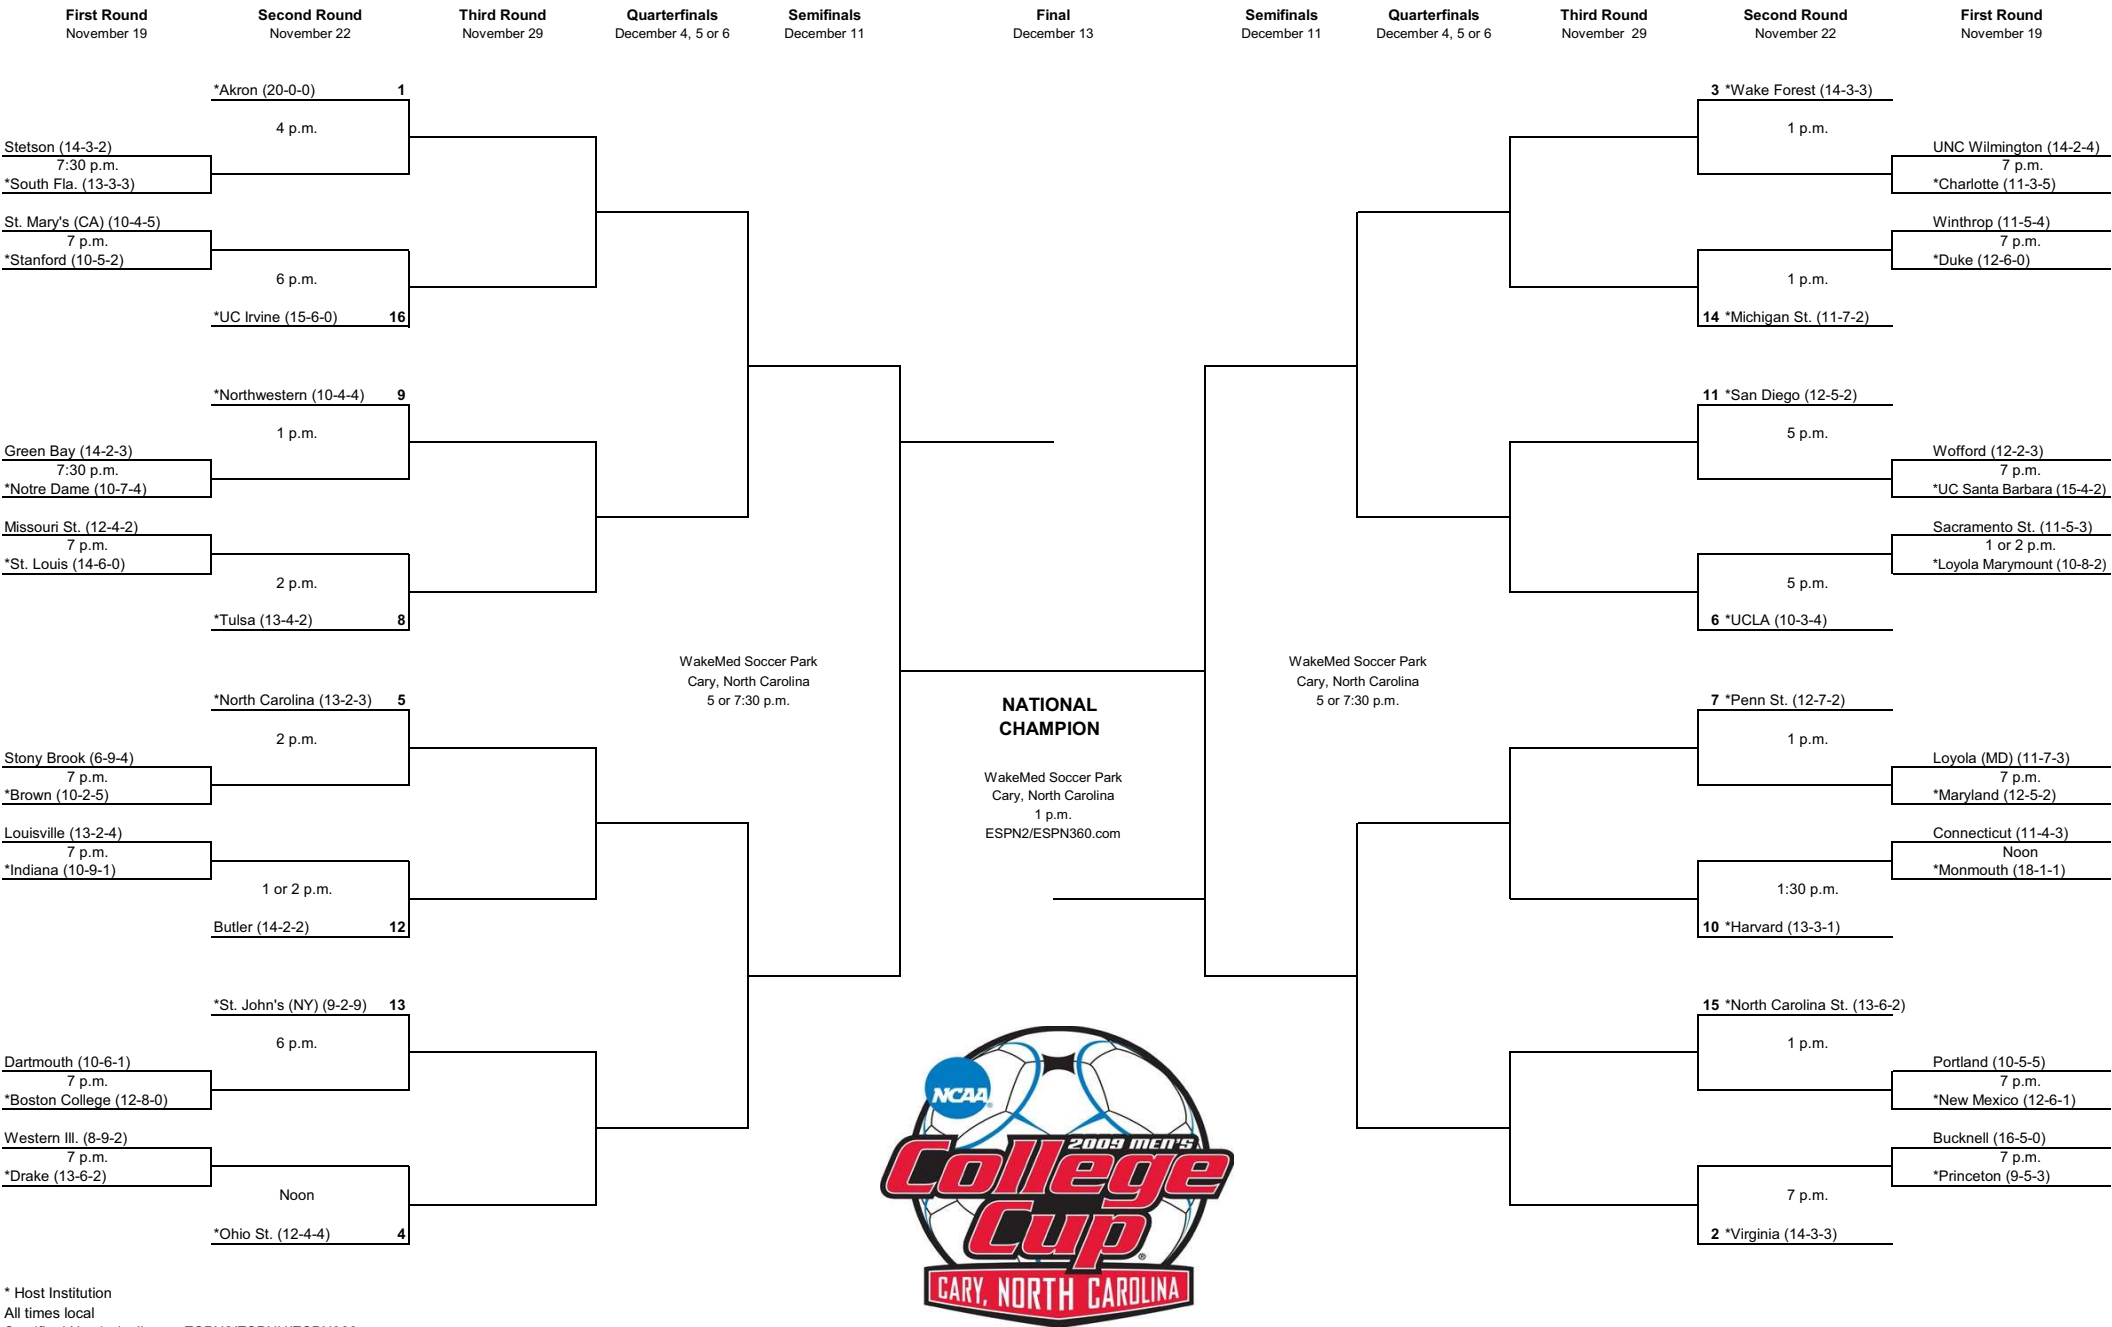 First Round
November 19
Second Round
November 22
Third Round
November 29
Quarterfinals
December 4, 5 or 6
Semifinals
December 11
Final
December 13
Semifinals
December 11
Quarterfinals
December 4, 5 or 6
Third Round
November 29
Second Round
November 22
First Round
November 19
*Akron (20-0-0) 1
4 p.m.
Stetson (14-3-2)
7:30 p.m.
*South Fla. (13-3-3)
St. Mary's (CA) (10-4-5)
7 p.m.
*Stanford (10-5-2)
6 p.m.
*UC Irvine (15-6-0) 16
*Northwestern (10-4-4) 9
1 p.m.
Green Bay (14-2-3)
7:30 p.m.
*Notre Dame (10-7-4)
Missouri St. (12-4-2)
7 p.m.
*St. Louis (14-6-0)
2 p.m.
*Tulsa (13-4-2) 8
*North Carolina (13-2-3) 5
2 p.m.
Stony Brook (6-9-4)
7 p.m.
*Brown (10-2-5)
Louisville (13-2-4)
7 p.m.
*Indiana (10-9-1)
1 or 2 p.m.
Butler (14-2-2) 12
*St. John's (NY) (9-2-9) 13
6 p.m.
Dartmouth (10-6-1)
7 p.m.
*Boston College (12-8-0)
Western Ill. (8-9-2)
7 p.m.
*Drake (13-6-2)
Noon
*Ohio St. (12-4-4) 4
WakeMed Soccer Park
Cary, North Carolina
5 or 7:30 p.m.
NATIONAL
CHAMPION
WakeMed Soccer Park
Cary, North Carolina
1 p.m.
ESPN2/ESPN360.com
WakeMed Soccer Park
Cary, North Carolina
5 or 7:30 p.m.
3 *Wake Forest (14-3-3)
1 p.m.
UNC Wilmington (14-2-4)
7 p.m.
*Charlotte (11-3-5)
Winthrop (11-5-4)
7 p.m.
*Duke (12-6-0)
1 p.m.
14 *Michigan St. (11-7-2)
11 *San Diego (12-5-2)
5 p.m.
Wofford (12-2-3)
7 p.m.
*UC Santa Barbara (15-4-2)
Sacramento St. (11-5-3)
1 or 2 p.m.
*Loyola Marymount (10-8-2)
5 p.m.
6 *UCLA (10-3-4)
7 *Penn St. (12-7-2)
1 p.m.
Loyola (MD) (11-7-3)
7 p.m.
*Maryland (12-5-2)
Connecticut (11-4-3)
Noon
*Monmouth (18-1-1)
1:30 p.m.
10 *Harvard (13-3-1)
15 *North Carolina St. (13-6-2)
1 p.m.
Portland (10-5-5)
7 p.m.
*New Mexico (12-6-1)
Bucknell (16-5-0)
7 p.m.
*Princeton (9-5-3)
7 p.m.
2 *Virginia (14-3-3)
NCAA
2009 MEN'S
College
Cup
CARY, NORTH CAROLINA
* Host Institution
All times local